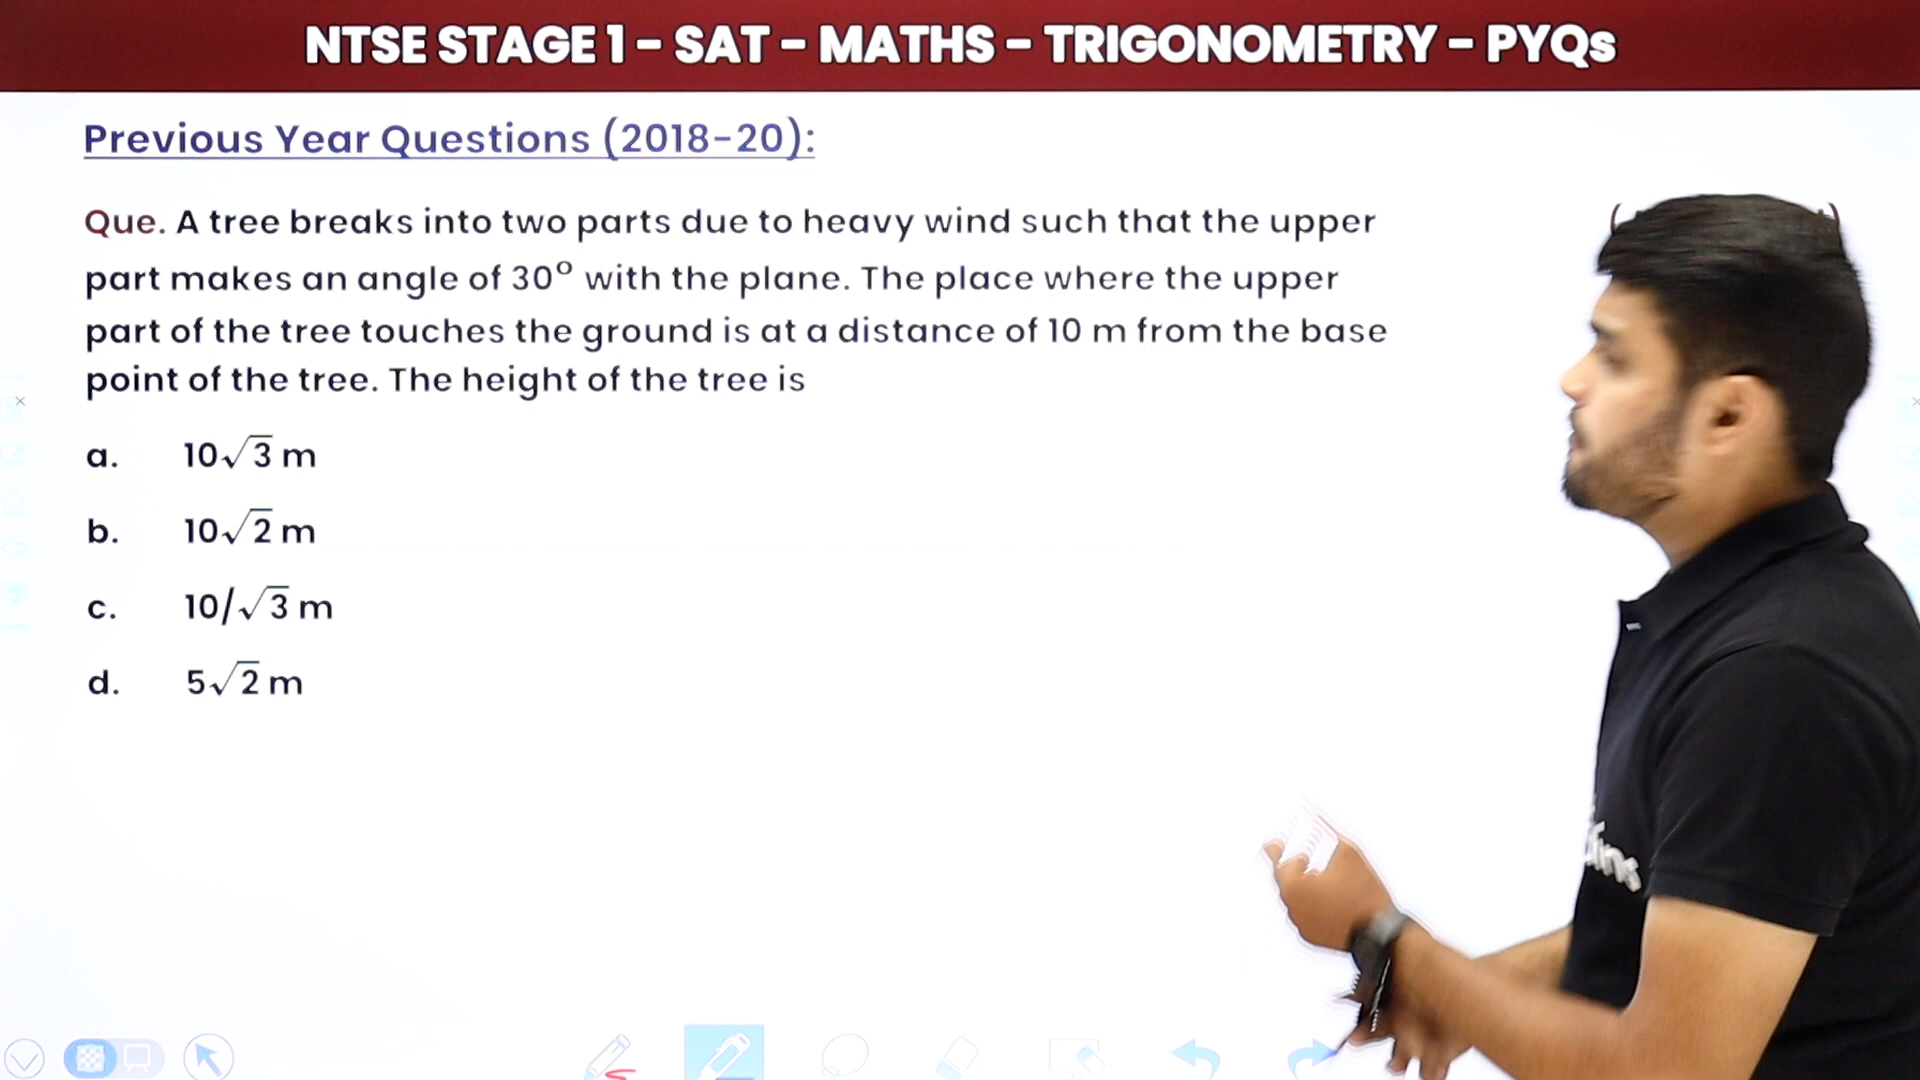 NTSE STAGE 1 – SAT – MATHS – TRIGONOMETRY – PYQs
Previous Year Questions (2018-20):
Que. A tree breaks into two parts due to heavy wind such that the upper
part makes an angle of 30° with the plane. The place where the upper
part of the tree touches the ground is at a distance of 10 m from the base
point of the tree. The height of the tree is
a. 10√3 m
b. 10√2 m
c. 10/√3 m
d. 5√2 m